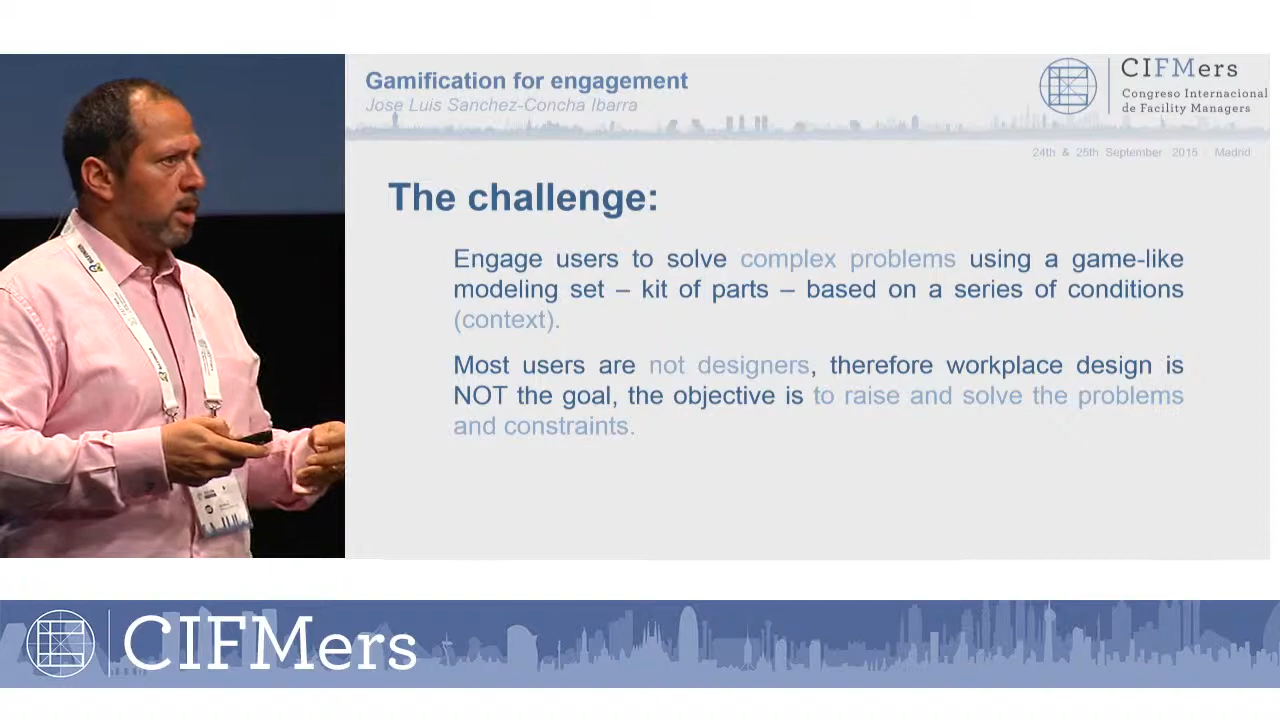 Gamification for engagement
Jose Luis Sanchez-Concha Ibarra
CIFMers
Congreso Internacional
de Facility Managers
24th & 25th September 2015 Madrid
The challenge:
Engage users to solve complex problems using a game-like
modeling set – kit of parts – based on a series of conditions
(context).
Most users are not designers, therefore workplace design is
NOT the goal, the objective is to raise and solve the problems
and constraints.
CIFMers